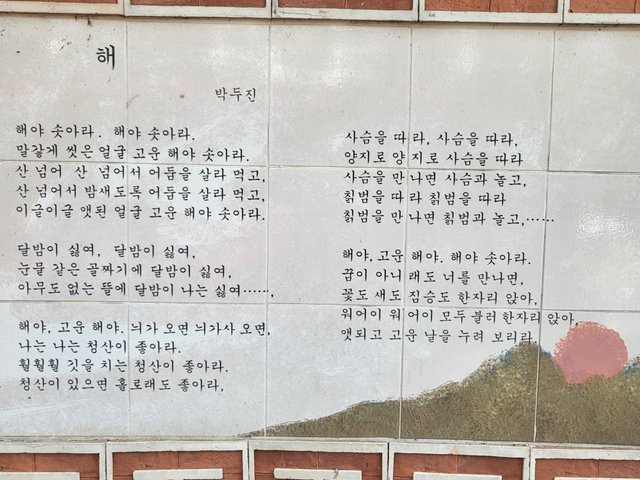 해
박두진
해야 솟아라. 해야 솟아라.
말갛게 씻은 얼굴 고운 해야 솟아라.
산 넘어 산 넘어서 어둠을 살라 먹고,
산 넘어서 밤새도록 어둠을 살라 먹고,
이글이글 앳된 얼굴 고운 해야 솟아라.
달밤이 싫여, 달밤이 싫여,
눈물 같은 골짜기에 달밤이 싫여,
아무도 없는 뜰에 달밤이 나는 싫여……,
해야, 고운 해야. 늬가 오면 늬가사 오면,
나는 나는 청산이 좋아라.
훨훨훨 깃을 치는 청산이 좋아라.
청산이 있으면 홀로래도 좋아라,
사슴을 따라, 사슴을 따라,
양지로 양지로 사슴을 따라
사슴을 만나면 사슴과 놀고,
칡범을 따라 칡범을 따라
칡범을 만나면 칡범과 놀고,……
해야, 고운 해야. 해야 솟아라.
꿈이 아니래도 너를 만나면,
꽃도 새도 짐승도 한자리 앉아,
워어이 워어이 모두 불러 한자리 앉아,
앳되고 고운 날을 누려 보리라.